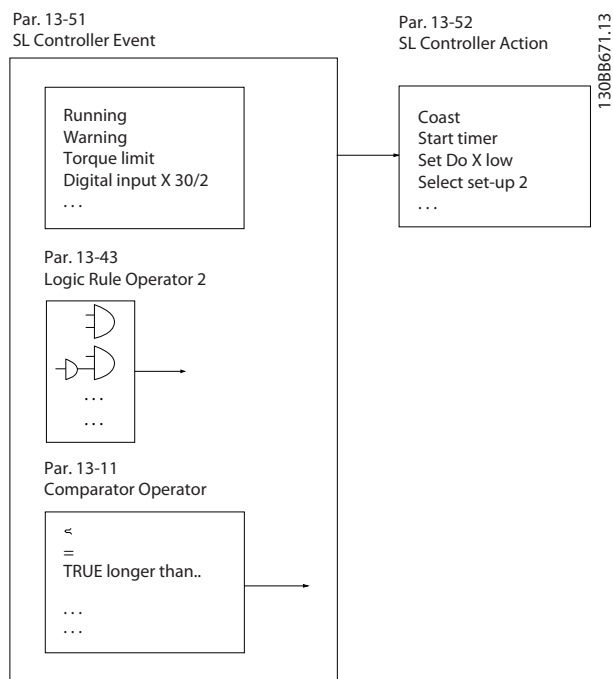 Par. 13-51
SL Controller Event
Par. 13-52
SL Controller Action
130BB671.13
Running
Warning
Torque limit
Digital input X 30/2
. . .
Coast
Start timer
Set Do X low
Select set-up 2
. . .
Par. 13-43
Logic Rule Operator 2
. . .
. . .
Par. 13-11
Comparator Operator
=
TRUE longer than..
. . .
. . .